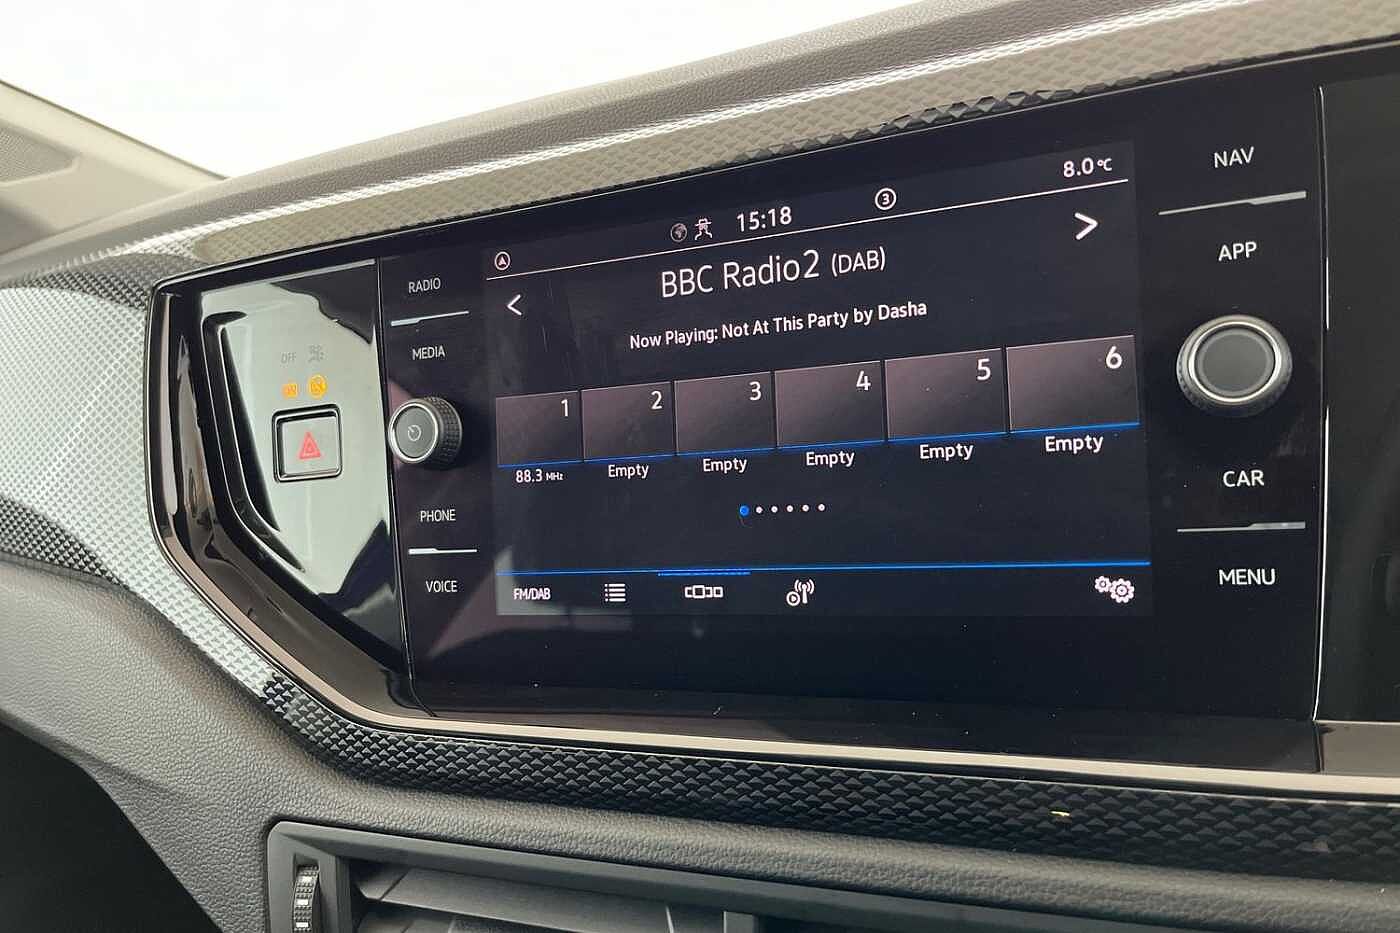 8.0°C
15:18
3
BBC Radio2 (DAB)
Now Playing: Not At This Party by Dasha
1 2 3 4 5 6
88.3 MHz Empty Empty Empty Empty Empty
FM/DAB
RADIO
MEDIA
PHONE
VOICE
NAV
APP
CAR
MENU
OFF